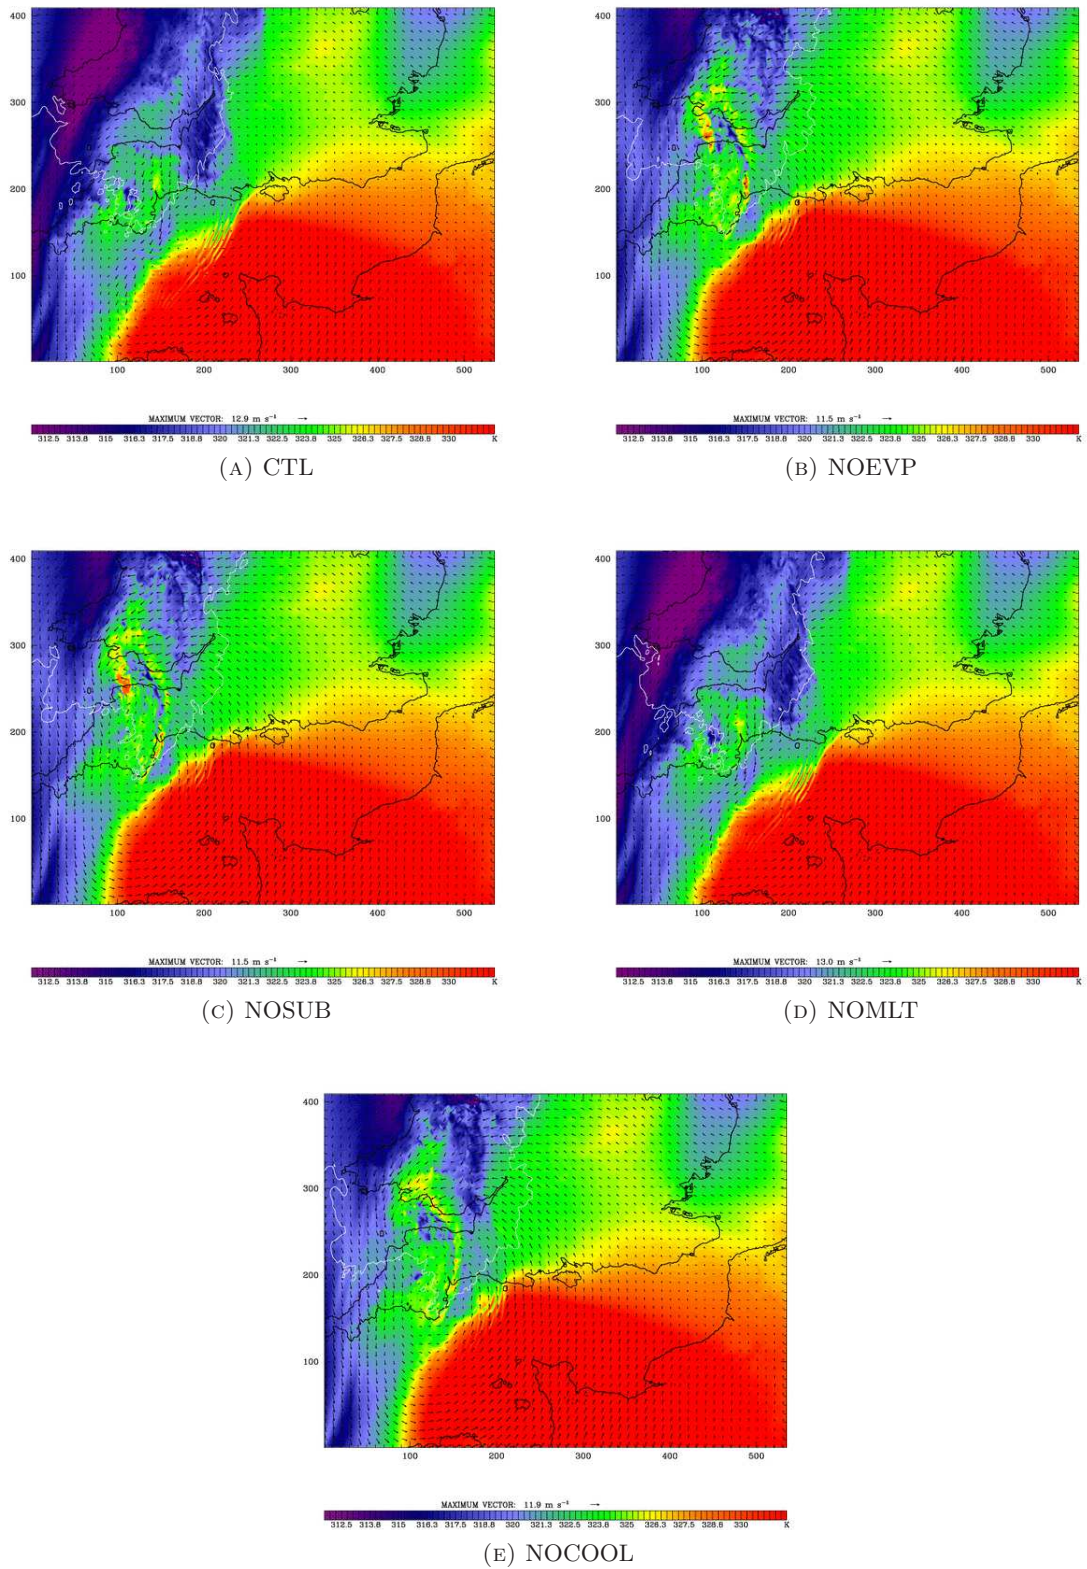 400
300
200
100
100 200 300 400 500
MAXIMUM VECTOR: 12.9 m s⁻¹
312.5 313.8 315 316.3 317.5 318.8 320 321.3 322.5 323.8 325 326.3 327.5 328.8 330 K
(A) CTL
400
300
200
100
100 200 300 400 500
MAXIMUM VECTOR: 11.5 m s⁻¹
312.5 313.8 315 316.3 317.5 318.8 320 321.3 322.5 323.8 325 326.3 327.5 328.8 330 K
(B) NOEVP
400
300
200
100
100 200 300 400 500
MAXIMUM VECTOR: 11.5 m s⁻¹
312.5 313.8 315 316.3 317.5 318.8 320 321.3 322.5 323.8 325 326.3 327.5 328.8 330 K
(C) NOSUB
400
300
200
100
100 200 300 400 500
MAXIMUM VECTOR: 13.0 m s⁻¹
312.5 313.8 315 316.3 317.5 318.8 320 321.3 322.5 323.8 325 326.3 327.5 328.8 330 K
(D) NOMLT
400
300
200
100
100 200 300 400 500
MAXIMUM VECTOR: 11.9 m s⁻¹
312.5 313.8 315 316.3 317.5 318.8 320 321.3 322.5 323.8 325 326.3 327.5 328.8 330 K
(E) NOCOOL